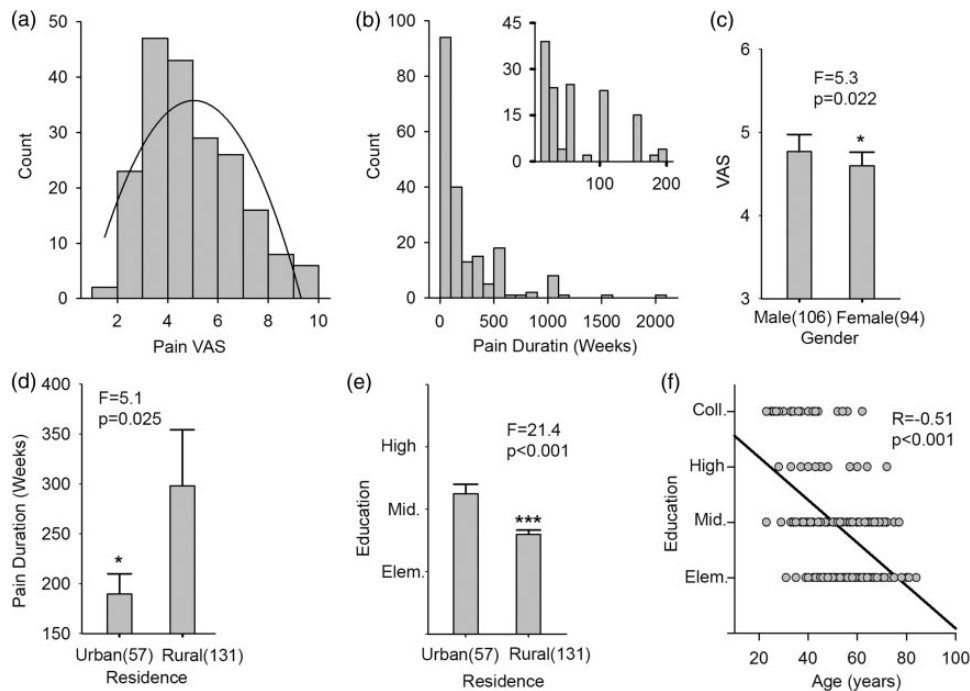 (a)
50
40
30
20
10
0
Count
2 4 6 8 10
Pain VAS
(b)
100
80
60
40
20
0
Count
0 500 1000 1500 2000
Pain Duratin (Weeks)
45
30
15
0
100 200
(c)
6
5
4
3
VAS
F=5.3
p=0.022
*
Male(106) Female(94)
Gender
(d)
400
350
300
250
200
150
Pain Duration (Weeks)
F=5.1
p=0.025
*
Urban(57) Rural(131)
Residence
(e)
High
Mid.
Elem.
Education
F=21.4
p<0.001
***
Urban(57) Rural(131)
Residence
(f)
Coll.
High
Mid.
Elem.
Education
R=-0.51
p<0.001
20 40 60 80 100
Age (years)